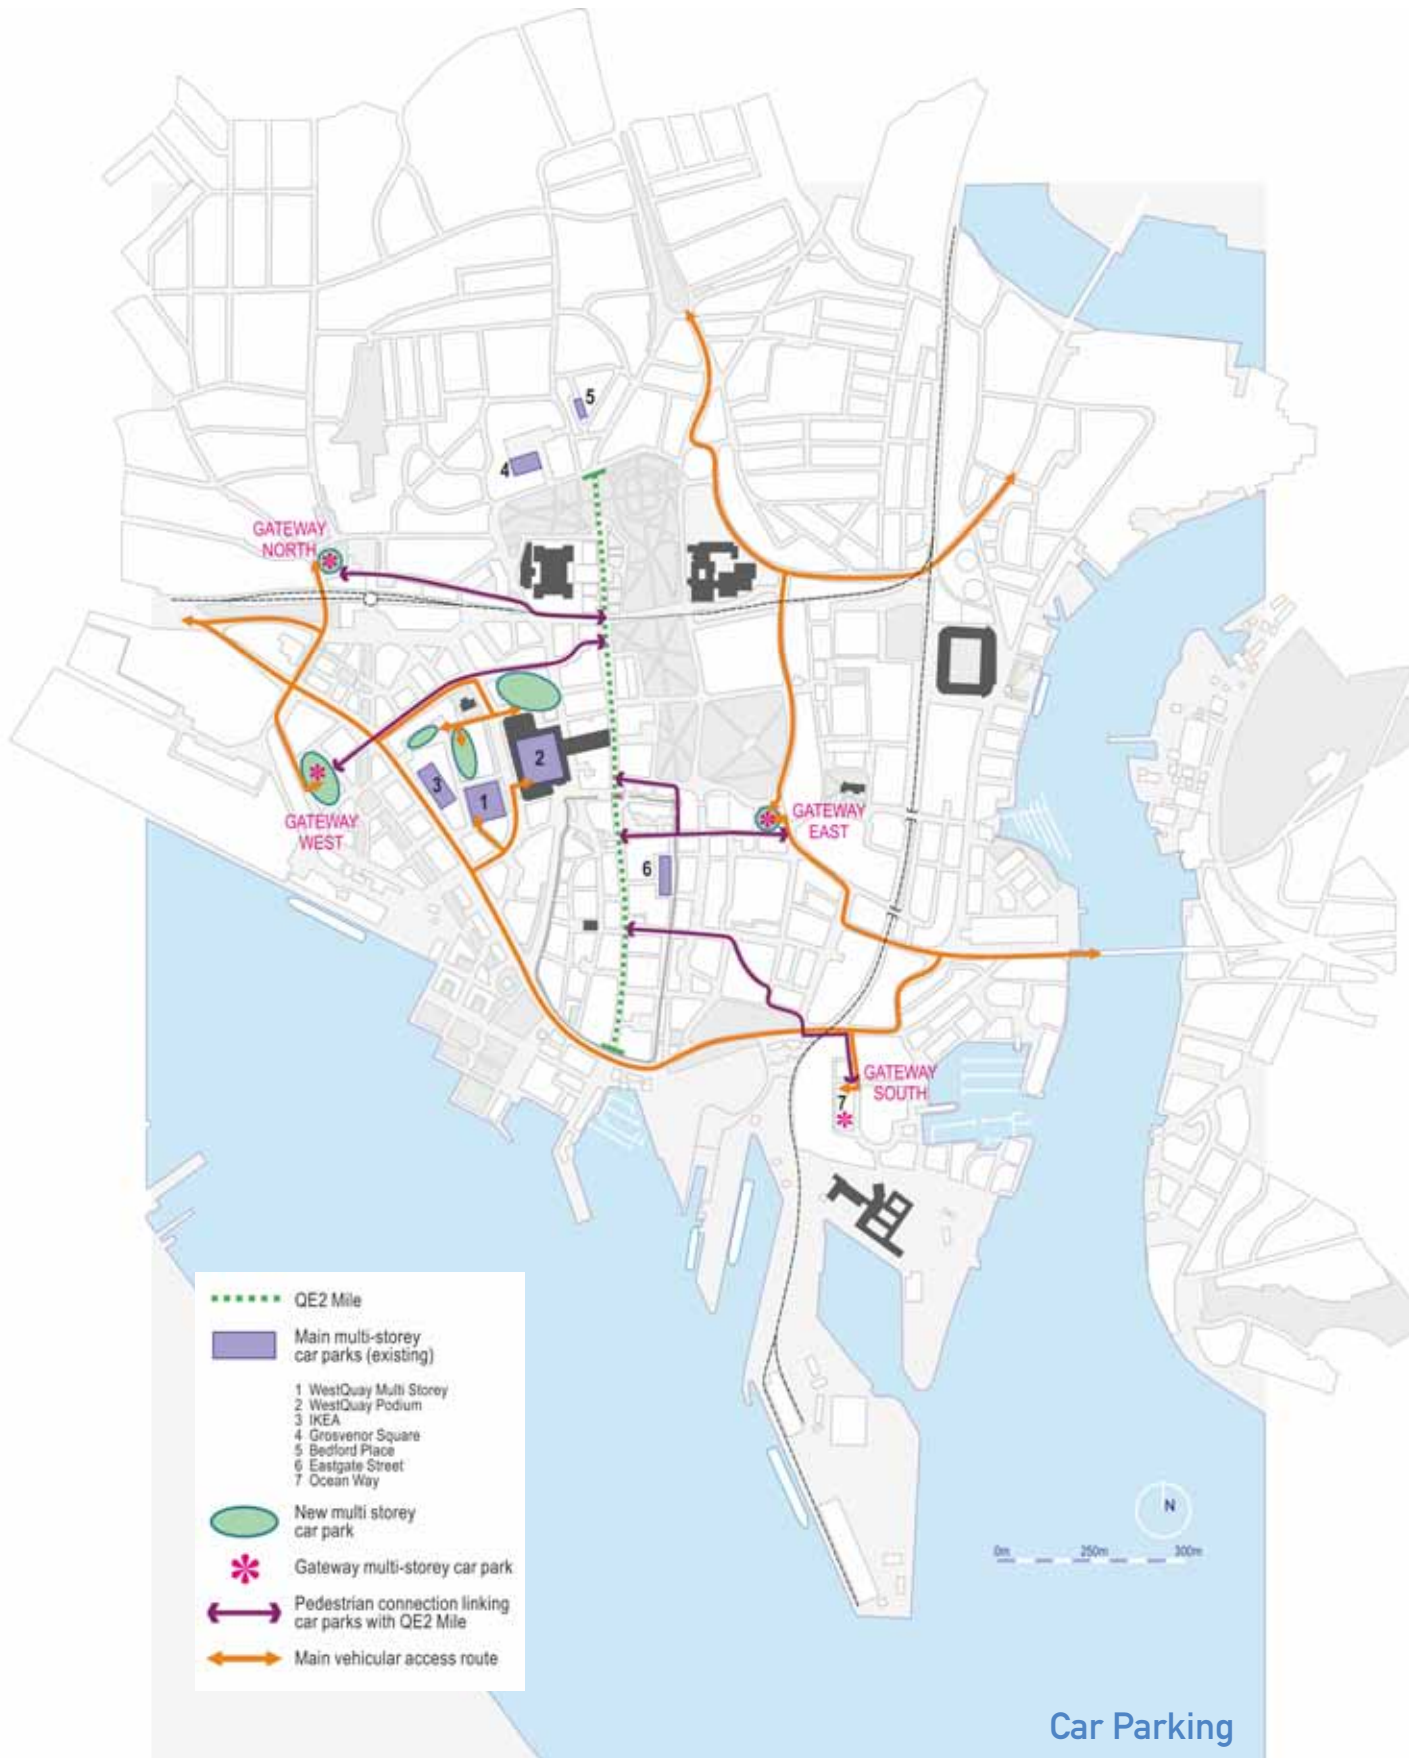 5
4
GATEWAY
NORTH
2
3
1
GATEWAY
WEST
GATEWAY
EAST
6
GATEWAY
SOUTH
7
QE2 Mile
Main multi-storey
car parks (existing)
1 WestQuay Multi Storey
2 WestQuay Podium
3 IKEA
4 Grosvenor Square
5 Bedford Place
6 Eastgate Street
7 Ocean Way
New multi storey
car park
Gateway multi-storey car park
Pedestrian connection linking
car parks with QE2 Mile
Main vehicular access route
N
0m 250m 300m
Car Parking